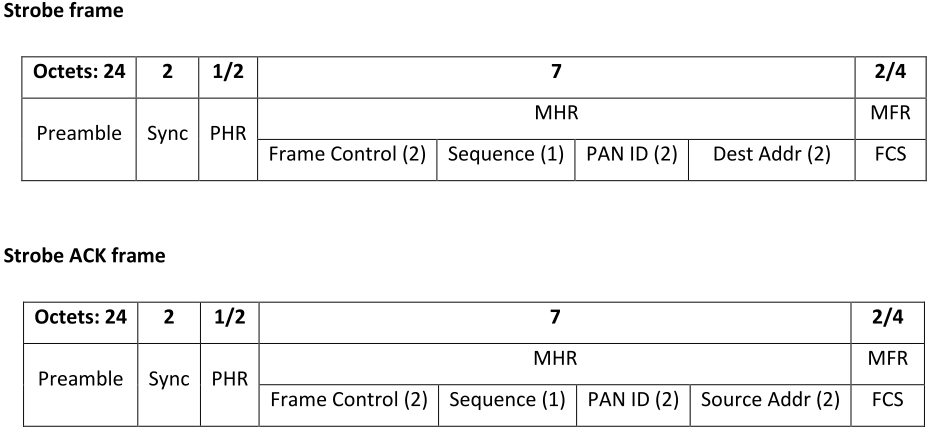 Strobe frame
Octets: 24 2 1/2 7 2/4
Preamble Sync PHR MHR MFR
Frame Control (2) Sequence (1) PAN ID (2) Dest Addr (2) FCS
Strobe ACK frame
Octets: 24 2 1/2 7 2/4
Preamble Sync PHR MHR MFR
Frame Control (2) Sequence (1) PAN ID (2) Source Addr (2) FCS